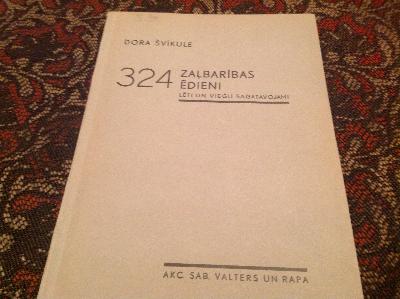 DORA ŠVIKULE
324 ZAĻBARĪBAS
ĒDIENI
LĒTI UN VIEGLI SAGATAVOJAMI
AKC. SAB. VALTERS UN RAPA